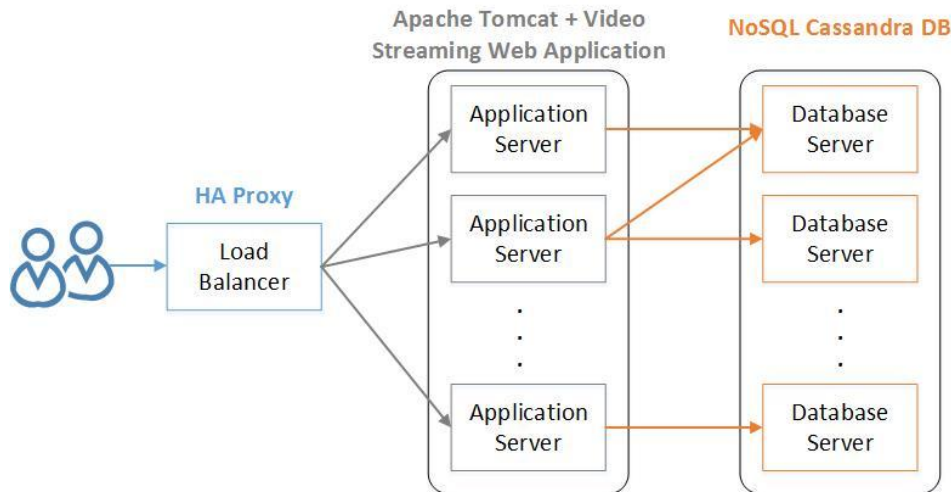 Apache Tomcat + Video
Streaming Web Application
NoSQL Cassandra DB
HA Proxy
Load
Balancer
Application
Server
Application
Server
.
.
.
Application
Server
Database
Server
Database
Server
.
.
.
Database
Server